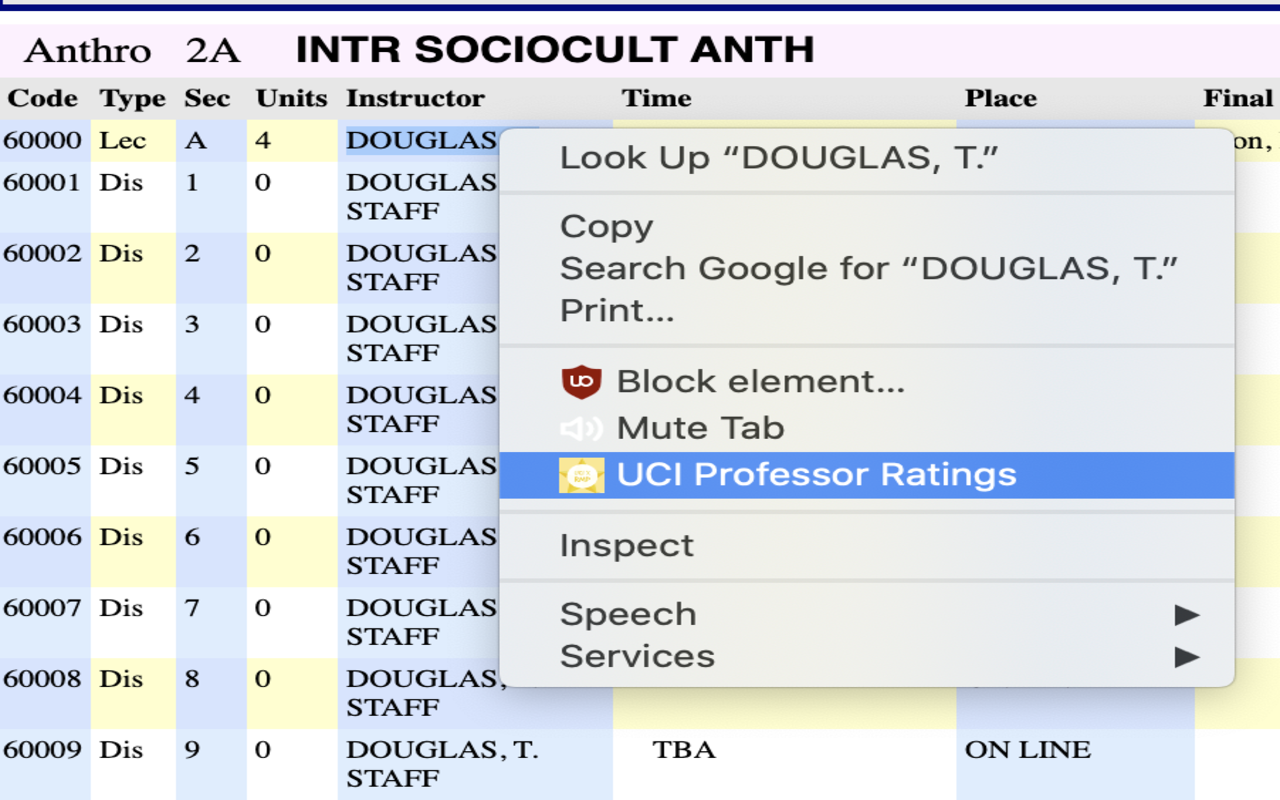 Anthro 2A INTR SOCIOCULT ANTH
Code Type Sec Units Instructor Time Place Final
60000 Lec A 4 DOUGLAS on,
60001 Dis 1 0 DOUGLAS
STAFF
60002 Dis 2 0 DOUGLAS
STAFF
60003 Dis 3 0 DOUGLAS
STAFF
60004 Dis 4 0 DOUGLAS
STAFF
60005 Dis 5 0 DOUGLAS
STAFF
60006 Dis 6 0 DOUGLAS
STAFF
60007 Dis 7 0 DOUGLAS
STAFF
60008 Dis 8 0 DOUGLAS,
STAFF
60009 Dis 9 0 DOUGLAS, T. TBA ON LINE
STAFF
Look Up “DOUGLAS, T.”
Copy
Search Google for “DOUGLAS, T.”
Print...
UO Block element...
Mute Tab
UCI Professor Ratings
Inspect
Speech
Services